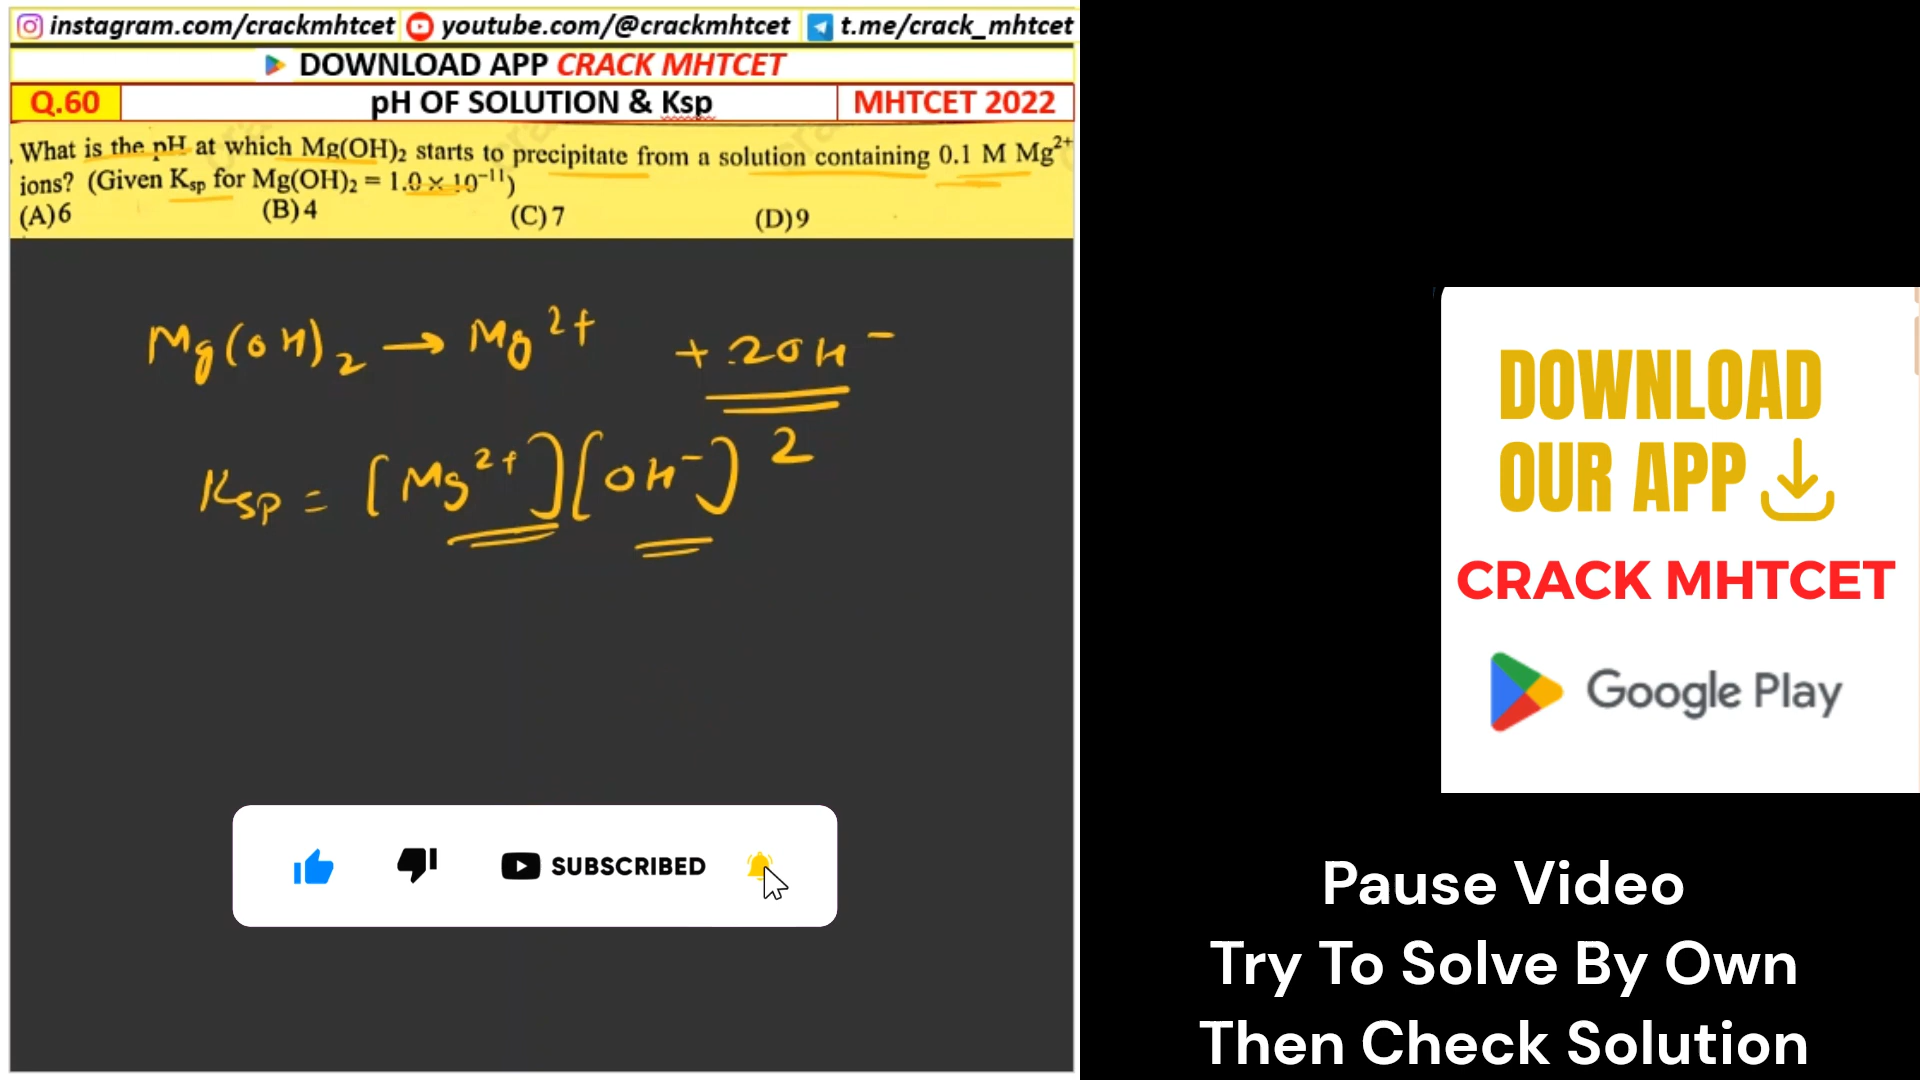 instagram.com/crackmhtcet youtube.com/@crackmhtcet t.me/crack_mhtcet
DOWNLOAD APP CRACK MHTCET
Q.60 pH OF SOLUTION & Ksp MHTCET 2022
. What is the pH at which Mg(OH)₂ starts to precipitate from a solution containing 0.1 M Mg²⁺
ions? (Given Kₛₚ for Mg(OH)₂ = 1.0 × 10⁻¹¹)
(A) 6 (B) 4 (C) 7 (D) 9
Mg(OH)₂ → Mg²⁺ + 2OH⁻
Ksp = [Mg²⁺][OH⁻]²
SUBSCRIBED
DOWNLOAD
OUR APP
CRACK MHTCET
Google Play
Pause Video
Try To Solve By Own
Then Check Solution